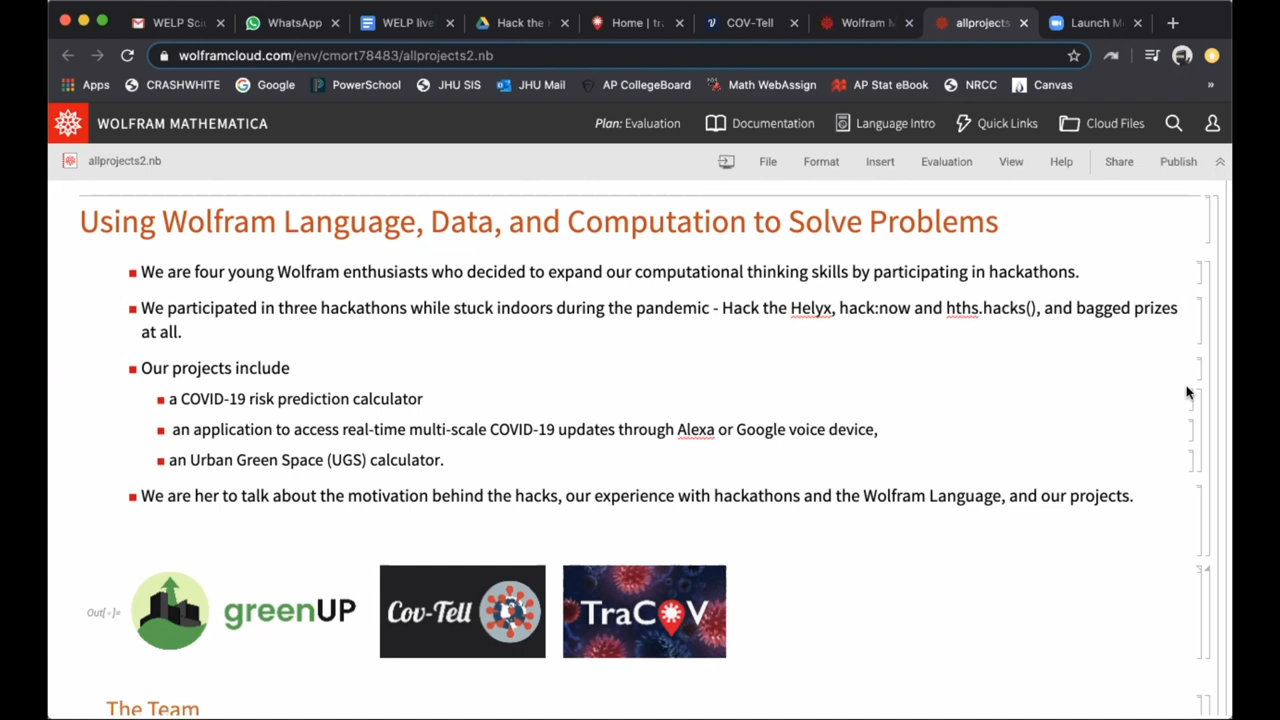 WELP Sci
WhatsApp
WELP live
Hack the
Home | tr
COV-Tell
Wolfram M
allprojects
Launch M
wolframcloud.com/env/cmort78483/allprojects2.nb
Apps
CRASHWHITE
Google
PowerSchool
JHU SIS
JHU Mail
AP CollegeBoard
Math WebAssign
AP Stat eBook
NRCC
Canvas
»
WOLFRAM MATHEMATICA
Plan: Evaluation
Documentation
Language Intro
Quick Links
Cloud Files
allprojects2.nb
File
Format
Insert
Evaluation
View
Help
Share
Publish
Using Wolfram Language, Data, and Computation to Solve Problems
We are four young Wolfram enthusiasts who decided to expand our computational thinking skills by participating in hackathons.
We participated in three hackathons while stuck indoors during the pandemic - Hack the Helyx, hack:now and hths.hacks(), and bagged prizes
at all.
Our projects include
a COVID-19 risk prediction calculator
an application to access real-time multi-scale COVID-19 updates through Alexa or Google voice device,
an Urban Green Space (UGS) calculator.
We are her to talk about the motivation behind the hacks, our experience with hackathons and the Wolfram Language, and our projects.
Out[•]=
greenUP
Cov-Tell
TraCOV
The Team